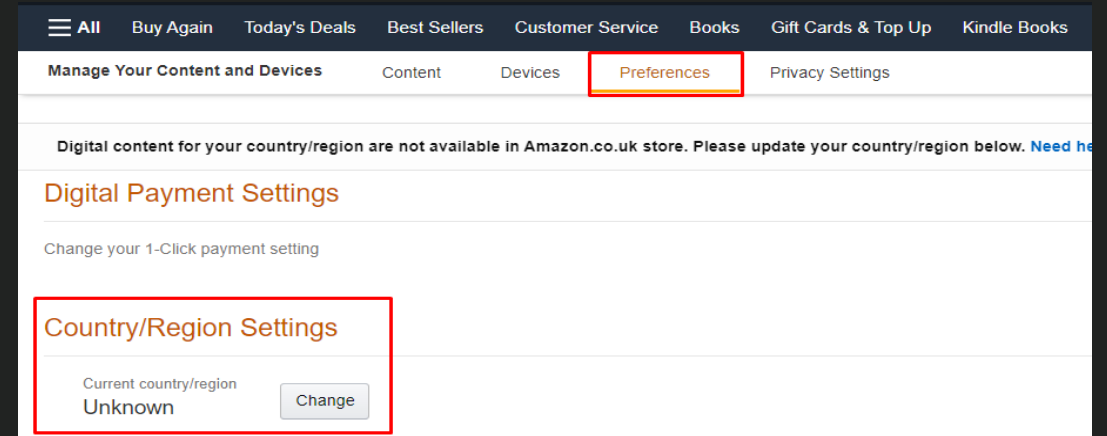 All Buy Again Today's Deals Best Sellers Customer Service Books Gift Cards & Top Up Kindle Books
Manage Your Content and Devices Content Devices Preferences Privacy Settings
Digital content for your country/region are not available in Amazon.co.uk store. Please update your country/region below. Need
Digital Payment Settings
Change your 1-Click payment setting
Country/Region Settings
Current country/region
Unknown Change